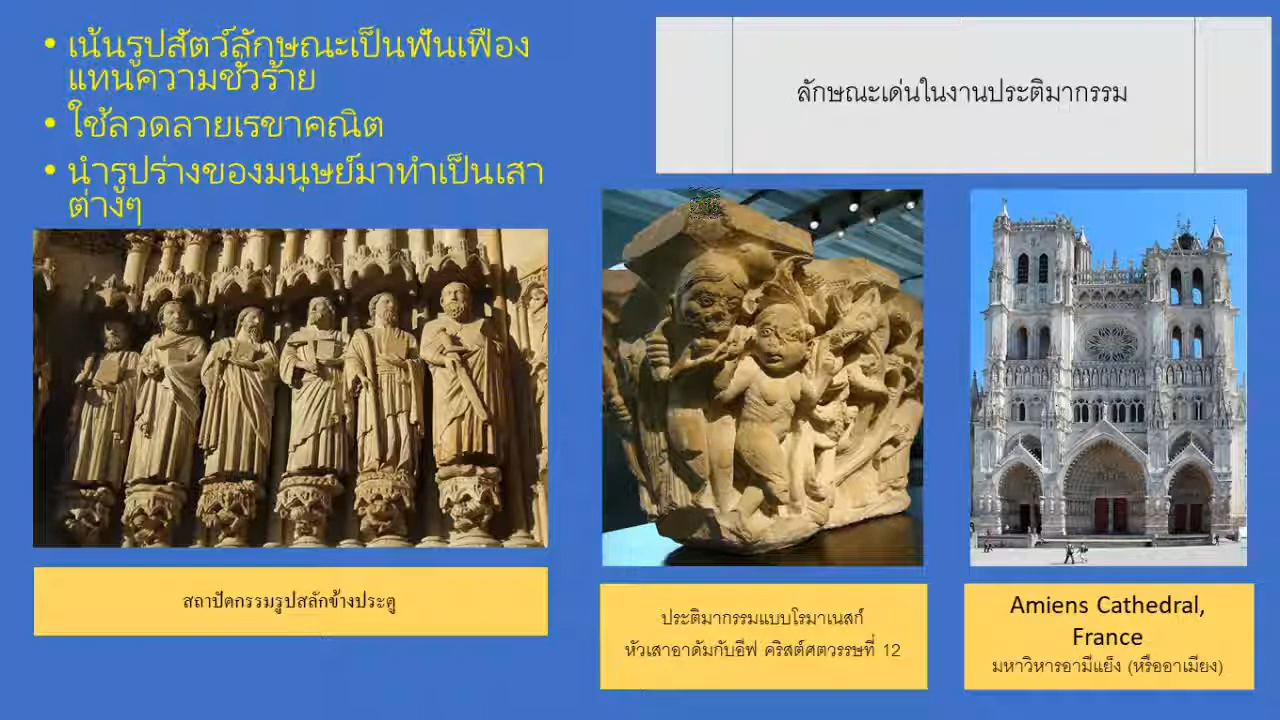 • เน้นรูปสัตว์ลักษณะเป็นฟันเฟือง
แทนความชั่วร้าย
• ใช้ลวดลายเรขาคณิต
• นำรูปร่างของมนุษย์มาทำเป็นเสา
ต่างๆ
ลักษณะเด่นในงานประติมากรรม
สถาปัตกรรมรูปสลักข้างประตู
ประติมากรรมแบบโรมาเนสก์
หัวเสาอาดัมกับอีฟ คริสต์ศตวรรษที่ 12
Amiens Cathedral,
France
มหาวิหารอามีแย็ง (หรืออาเมียง)